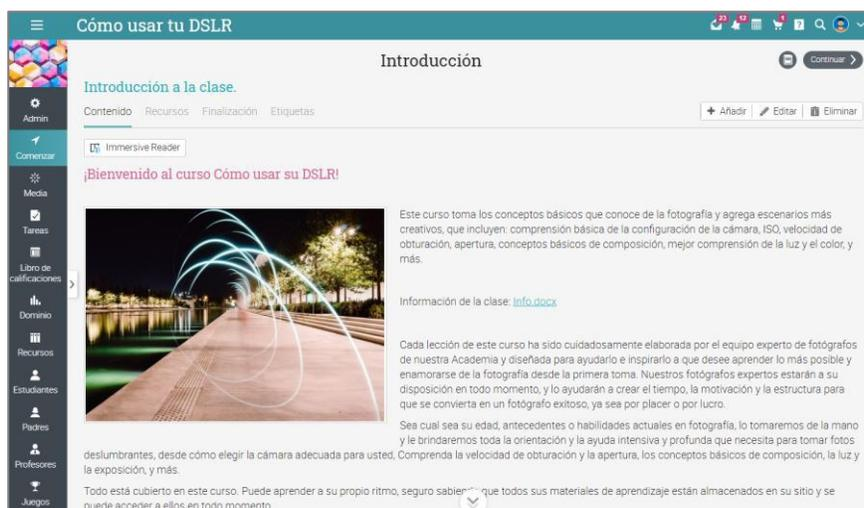 Cómo usar tu DSLR
23
12
1
Introducción
Continuar
Introducción a la clase.
Contenido Recursos Finalización Etiquetas
Añadir Editar Eliminar
Immersive Reader
¡Bienvenido al curso Cómo usar su DSLR!
Admin
Comenzar
Media
Tareas
Libro de
calificaciones
Dominio
Recursos
Estudiantes
Padres
Profesores
Juegos
Este curso toma los conceptos básicos que conoce de la fotografía y agrega escenarios más
creativos, que incluyen: comprensión básica de la configuración de la cámara, ISO, velocidad de
obturación, apertura, conceptos básicos de composición, mejor comprensión de la luz y el color, y
más.
Información de la clase: Info.docx
Cada lección de este curso ha sido cuidadosamente elaborada por el equipo experto de fotógrafos
de nuestra Academia y diseñada para ayudarlo e inspirarlo a que desee aprender lo más posible y
enamorarse de la fotografía desde la primera toma. Nuestros fotógrafos expertos estarán a su
disposición en todo momento, y lo ayudarán a crear el tiempo, la motivación y la estructura para
que se convierta en un fotógrafo exitoso, ya sea por placer o por lucro.
Sea cual sea su edad, antecedentes o habilidades actuales en fotografía, lo tomaremos de la mano
y le brindaremos toda la orientación y la ayuda intensiva y profunda que necesita para tomar fotos
deslumbrantes, desde cómo elegir la cámara adecuada para usted, Comprenda la velocidad de obturación y la apertura, los conceptos básicos de composición, la luz y
la exposición, y más.
Todo está cubierto en este curso. Puede aprender a su propio ritmo, seguro sabiendo que todos sus materiales de aprendizaje están almacenados en su sitio y se
puede acceder a ellos en todo momento.